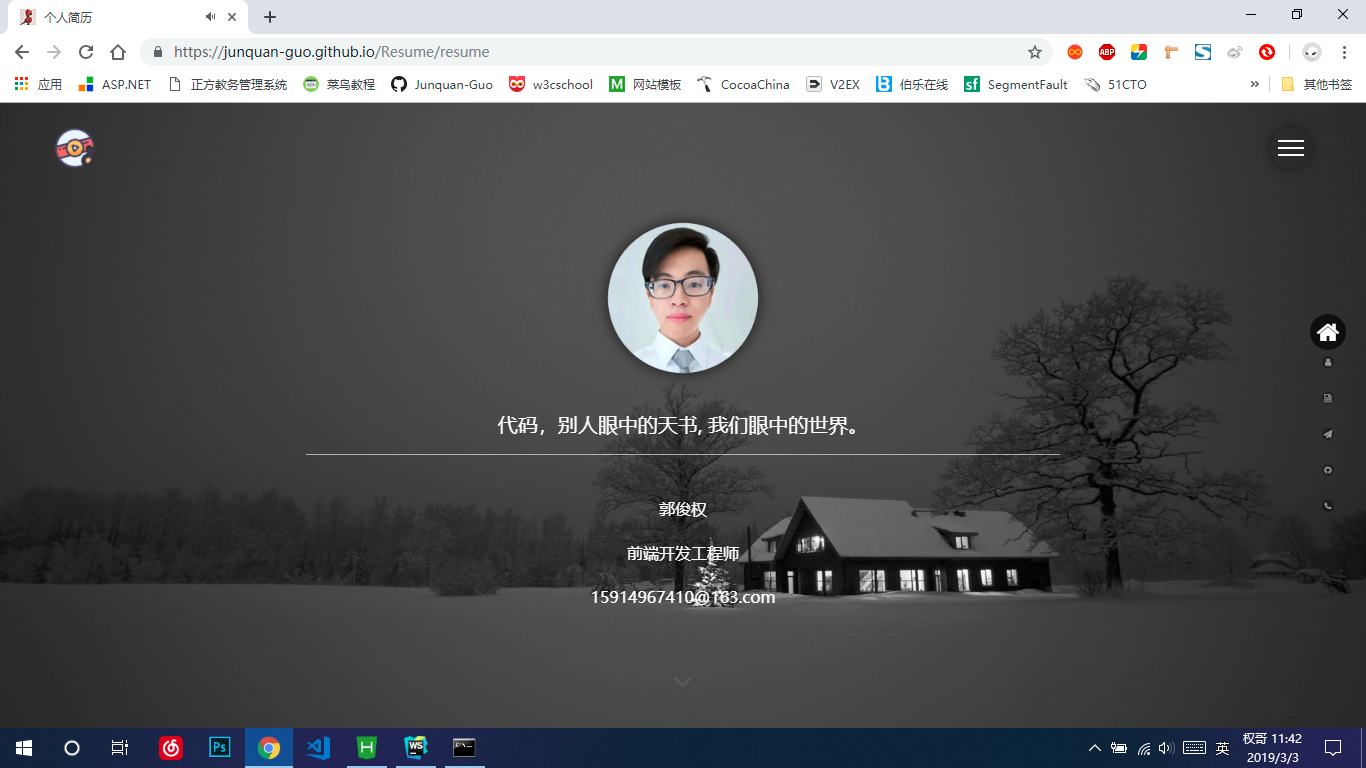 个人简历
https://junquan-guo.github.io/Resume/resume
ABP
应用 ASP.NET 正方教务管理系统 菜鸟教程 Junquan-Guo w3cschool M 网站模板 CocoaChina V2EX B 伯乐在线 sf SegmentFault 51CTO » 其他书签
代码，别人眼中的天书, 我们眼中的世界。
郭俊权
前端开发工程师
15914967410@163.com
Ps H WS C:\. 英 权哥 11:42
2019/3/3